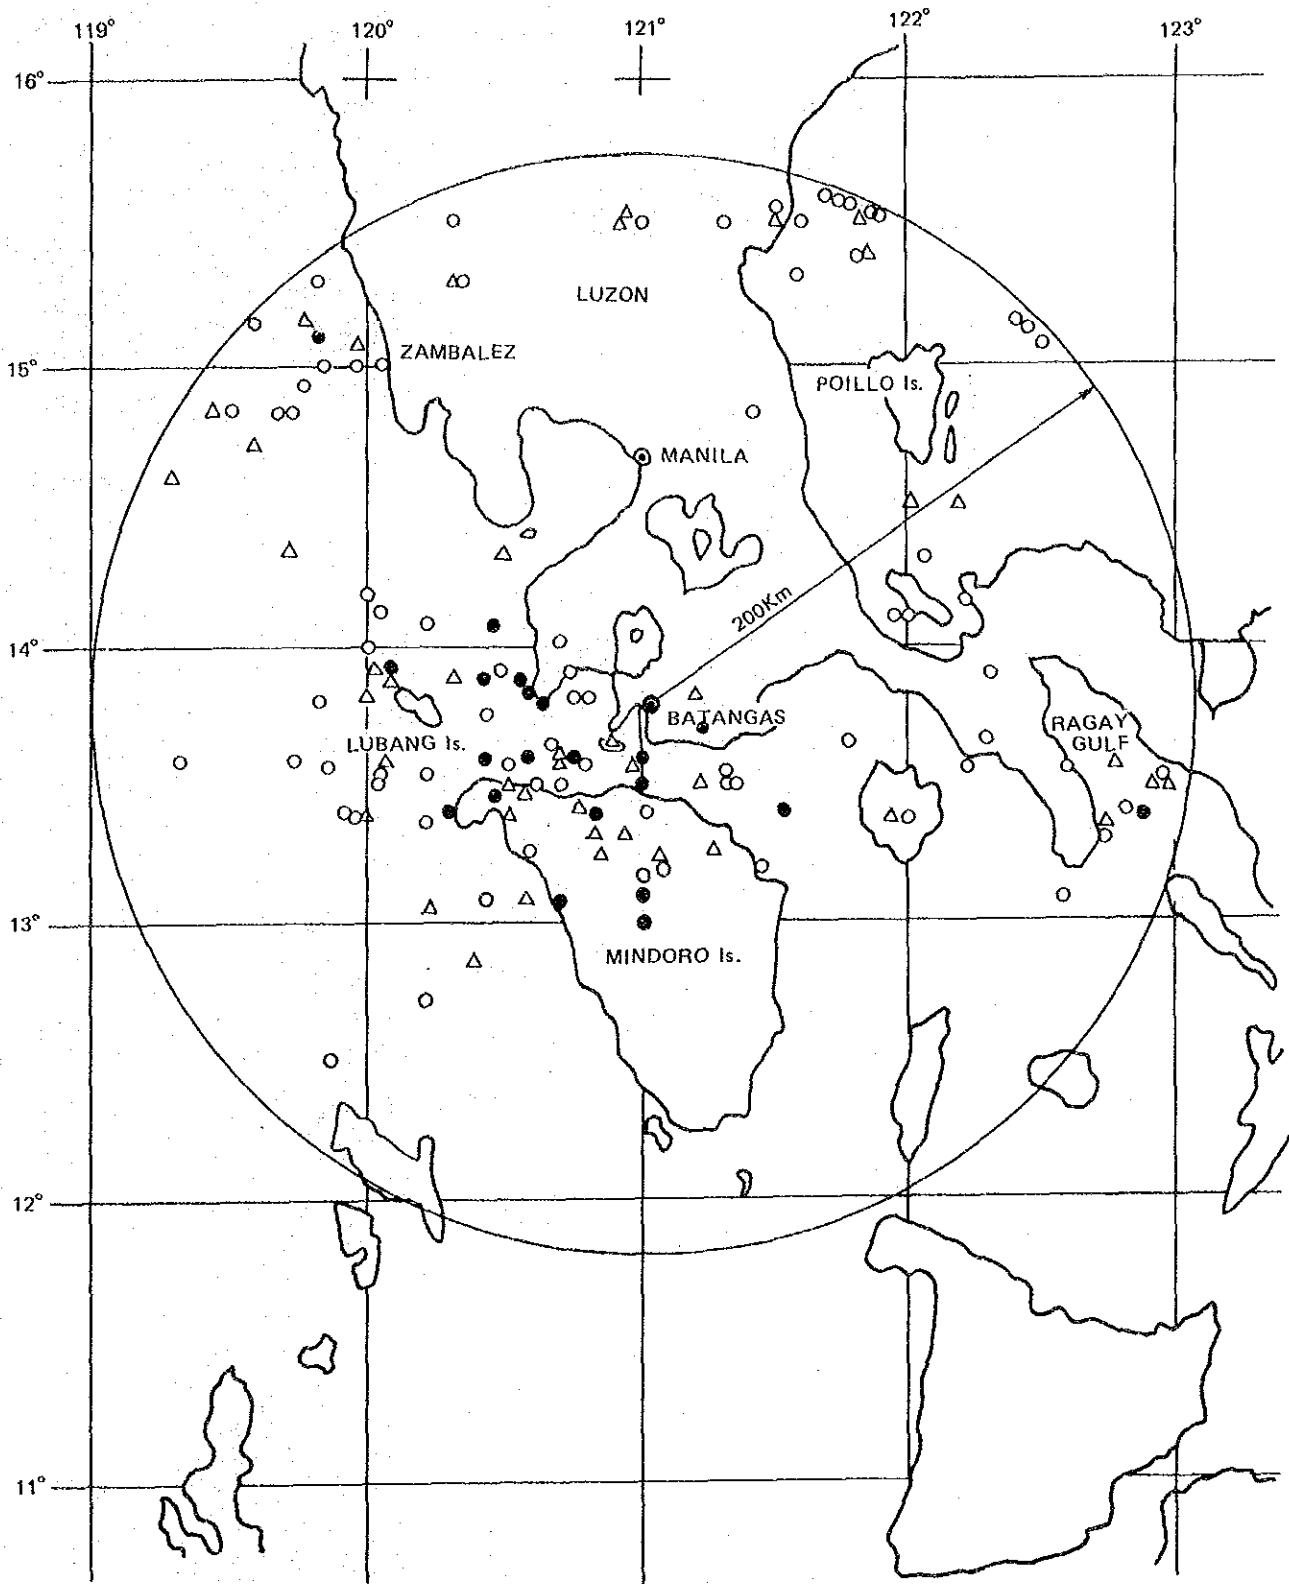 119°
120°
121°
122°
123°
16°
LUZON
ZAMBALEZ
15°
POILLO Is.
MANILA
200Km
14°
BATANGAS
RAGAY
GULF
LUBANG Is.
13°
MINDORO Is.
12°
11°